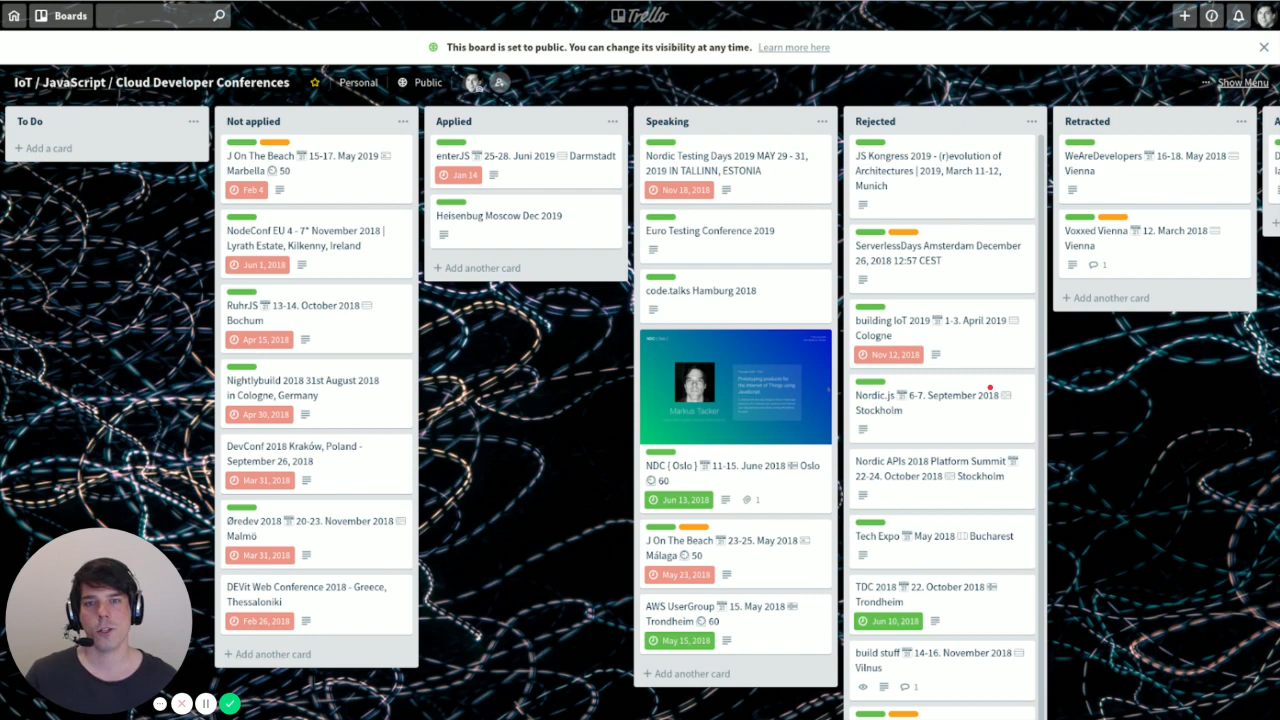 Boards
Trello
This board is set to public. You can change its visibility at any time. Learn more here
IoT / JavaScript / Cloud Developer Conferences
Personal
Public
Show Menu
To Do
+ Add a card
Not applied
J On The Beach 15-17. May 2019
Marbella 50
Feb 4
NodeConf EU 4 - 7* November 2018 |
Lyrath Estate, Kilkenny, Ireland
Jun 1, 2018
RuhrJS 13-14. October 2018
Bochum
Apr 15, 2018
Nightlybuild 2018 31st August 2018
in Cologne, Germany
Apr 30, 2018
DevConf 2018 Kraków, Poland -
September 26, 2018
Mar 31, 2018
Øredev 2018 20-23. November 2018
Malmö
Mar 31, 2018
DEVit Web Conference 2018 - Greece,
Thessaloniki
Feb 26, 2018
+ Add another card
Applied
enterJS 25-28. Juni 2019 Darmstadt
Jan 14
Heisenbug Moscow Dec 2019
+ Add another card
Speaking
Nordic Testing Days 2019 MAY 29 - 31,
2019 IN TALLINN, ESTONIA
Nov 18, 2018
Euro Testing Conference 2019
code.talks Hamburg 2018
Prototyping products for
the Internet of Things using
JavaScript
Markus Tacker
NDC { Oslo } 11-15. June 2018 Oslo
60
Jun 13, 2018
1
J On The Beach 23-25. May 2018
Málaga 50
May 23, 2018
AWS UserGroup 15. May 2018
Trondheim 60
May 15, 2018
+ Add another card
Rejected
JS Kongress 2019 - (r)evolution of
Architectures | 2019, March 11-12,
Munich
ServerlessDays Amsterdam December
26, 2018 12:57 CEST
building IoT 2019 1-3. April 2019
Cologne
Nov 12, 2018
Nordic.js 6-7. September 2018
Stockholm
Nordic APIs 2018 Platform Summit
22-24. October 2018 Stockholm
Tech Expo May 2018 Bucharest
TDC 2018 22. October 2018
Trondheim
Jun 10, 2018
build stuff 14-16. November 2018
Vilnus
1
Retracted
WeAreDevelopers 16-18. May 2018
Vienna
Voxxed Vienna 12. March 2018
Vienna
1
+ Add another card